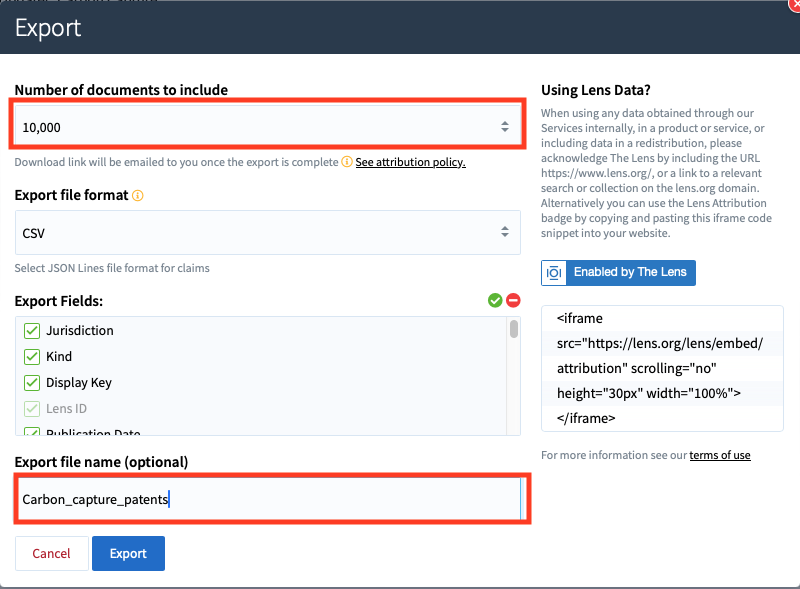 Export
Number of documents to include
10,000
Download link will be emailed to you once the export is complete See attribution policy.
Export file format
CSV
Select JSON Lines file format for claims
Export Fields:
Jurisdiction
Kind
Display Key
Lens ID
Publication Date
Export file name (optional)
Carbon_capture_patents
Cancel
Export
Using Lens Data?
When using any data obtained through our
Services internally, in a product or service, or
including data in a redistribution, please
acknowledge The Lens by including the URL
https://www.lens.org/, or a link to a relevant
search or collection on the lens.org domain.
Alternatively you can use the Lens Attribution
badge by copying and pasting this iframe code
snippet into your website.
Enabled by The Lens
<iframe
src="https://lens.org/lens/embed/
attribution" scrolling="no"
height="30px" width="100%">
</iframe>
For more information see our terms of use